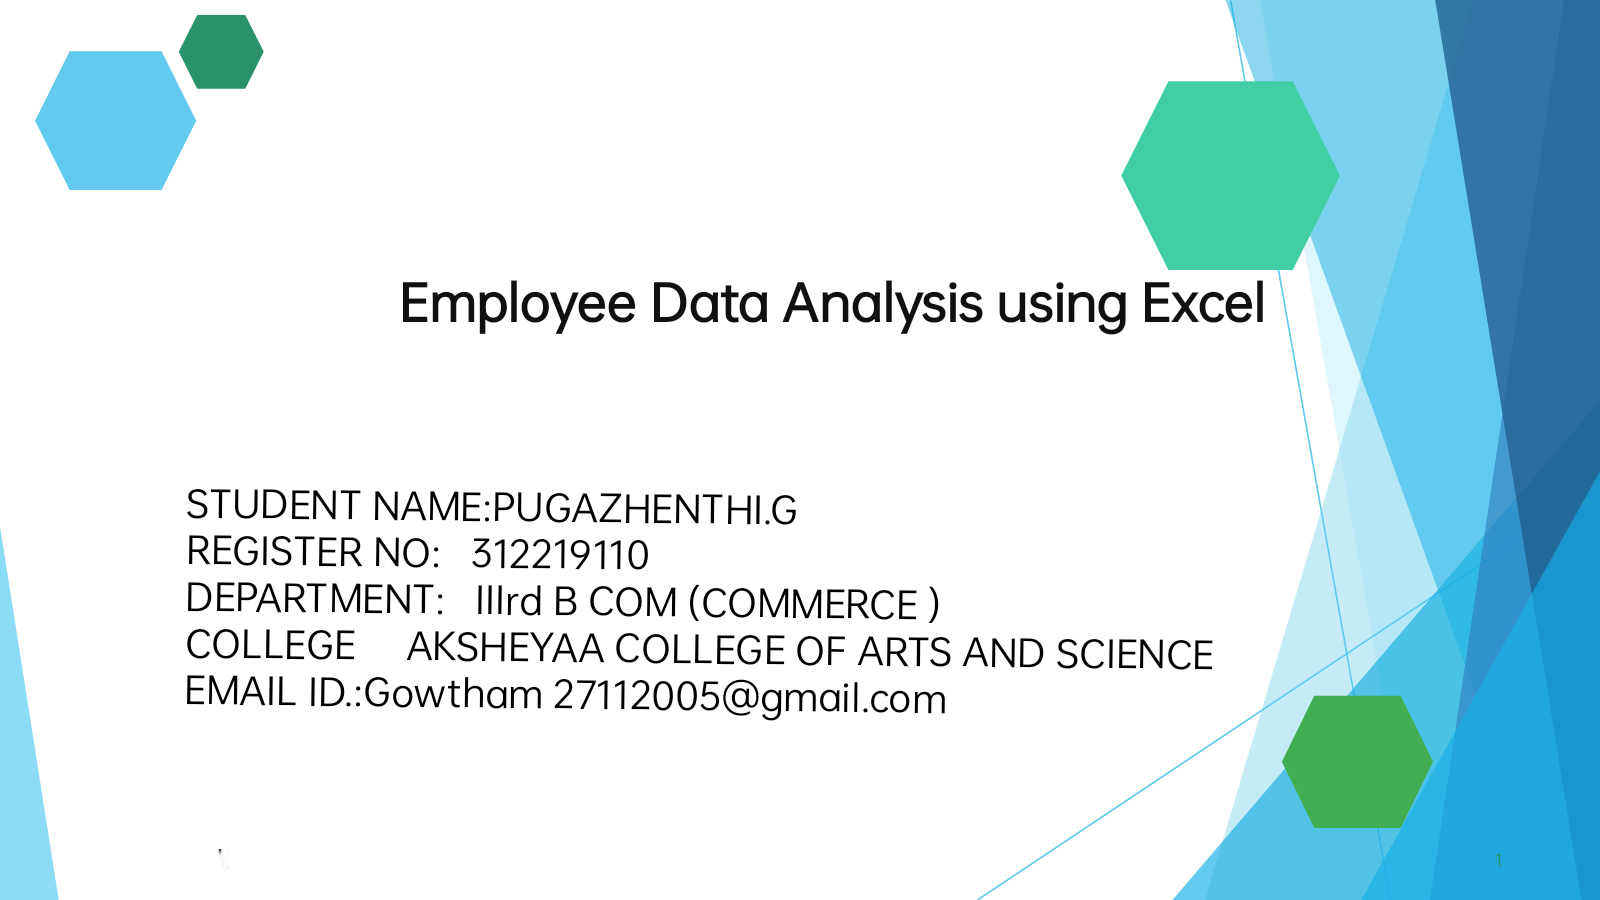 Employee Data Analysis using Excel
STUDENT NAME:PUGAZHENTHI.G
REGISTER NO: 312219110
DEPARTMENT: IIIrd B COM (COMMERCE )
COLLEGE AKSHEYAA COLLEGE OF ARTS AND SCIENCE
EMAIL ID.:Gowtham 27112005@gmail.com
1